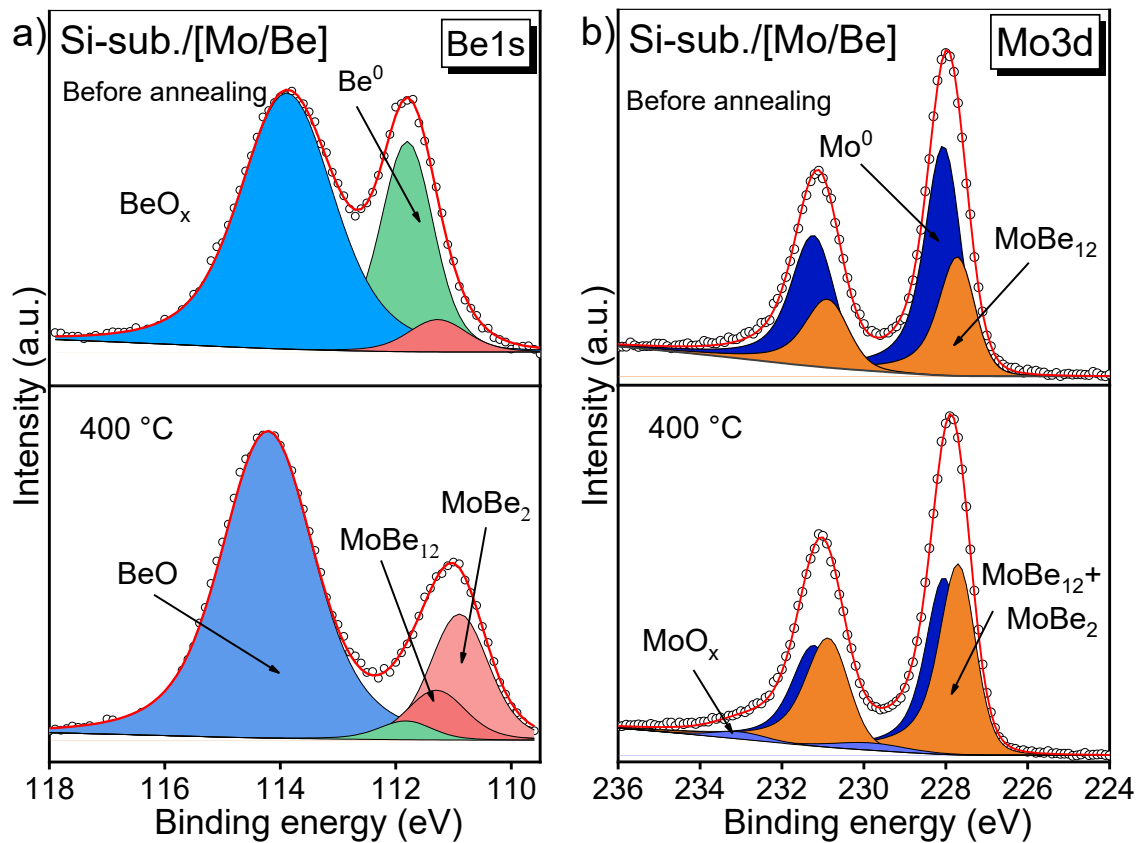 a) Si-sub./[Mo/Be] Be1s
Before annealing
Be⁰
BeOₓ
400 °C
MoBe₂
MoBe₁₂
BeO
Intensity (a.u.)
118 116 114 112 110
Binding energy (eV)
b) Si-sub./[Mo/Be] Mo3d
Before annealing
Mo⁰
MoBe₁₂
400 °C
MoBe₁₂+
MoBe₂
MoOₓ
Intensity (a.u.)
236 234 232 230 228 226 224
Binding energy (eV)